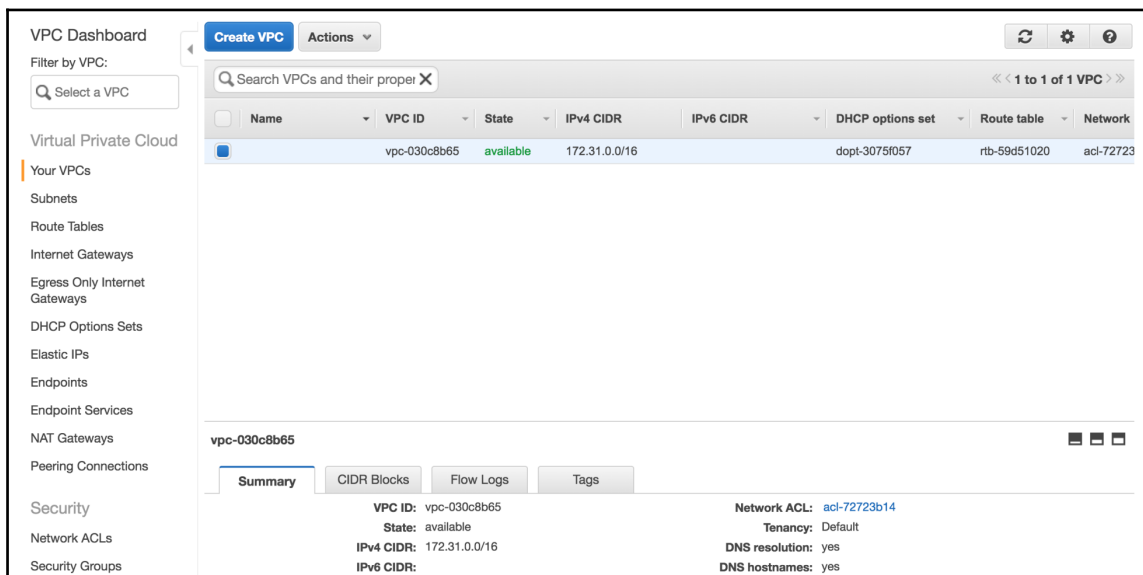 VPC Dashboard
Filter by VPC:
Select a VPC
Virtual Private Cloud
Your VPCs
Subnets
Route Tables
Internet Gateways
Egress Only Internet
Gateways
DHCP Options Sets
Elastic IPs
Endpoints
Endpoint Services
NAT Gateways
Peering Connections
Security
Network ACLs
Security Groups
Create VPC Actions
Search VPCs and their proper
1 to 1 of 1 VPC
Name VPC ID State IPv4 CIDR IPv6 CIDR DHCP options set Route table Network
vpc-030c8b65 available 172.31.0.0/16 dopt-3075f057 rtb-59d51020 acl-72723
vpc-030c8b65
Summary CIDR Blocks Flow Logs Tags
VPC ID: vpc-030c8b65 Network ACL: acl-72723b14
State: available Tenancy: Default
IPv4 CIDR: 172.31.0.0/16 DNS resolution: yes
IPv6 CIDR: DNS hostnames: yes